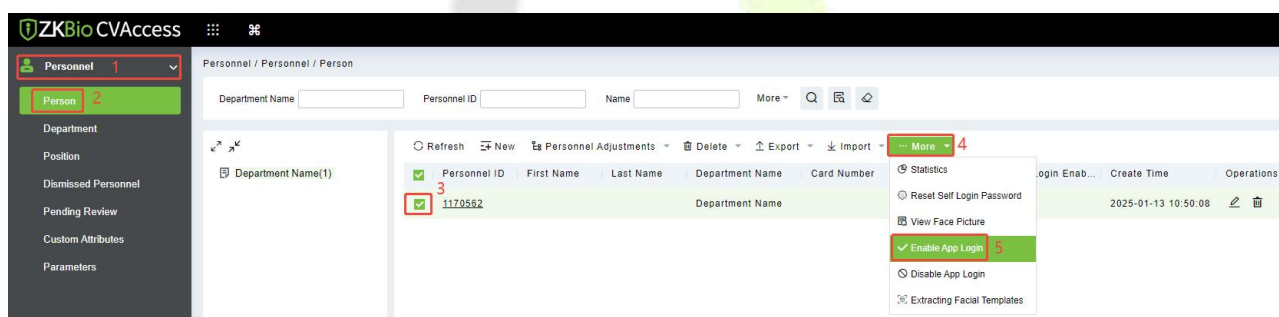 ZKBio CVAccess
Personnel 1
Personnel / Personnel / Person
Person 2
Department Name Personnel ID Name More
Department
Position
Dismissed Personnel
Pending Review
Custom Attributes
Parameters
Department Name(1)
Refresh New Personnel Adjustments Delete Export Import ··· More 4
Personnel ID First Name Last Name Department Name Card Number ogin Enab... Create Time Operations
3
1170562 Department Name 2025-01-13 10:50:08
Statistics
Reset Self Login Password
View Face Picture
Enable App Login 5
Disable App Login
Extracting Facial Templates